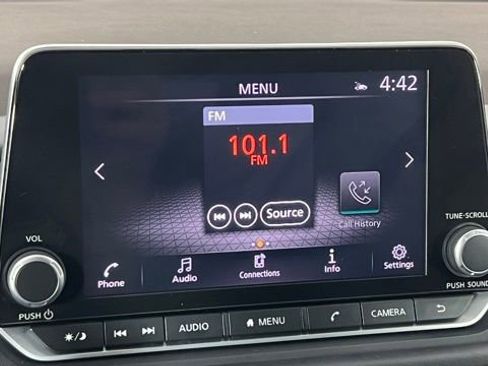 MENU 4:42
FM
101.1
FM
Source
Call History
Phone Audio Connections Info Settings
VOL
PUSH
TUNE-SCROLL
PUSH SOUND
AUDIO MENU CAMERA